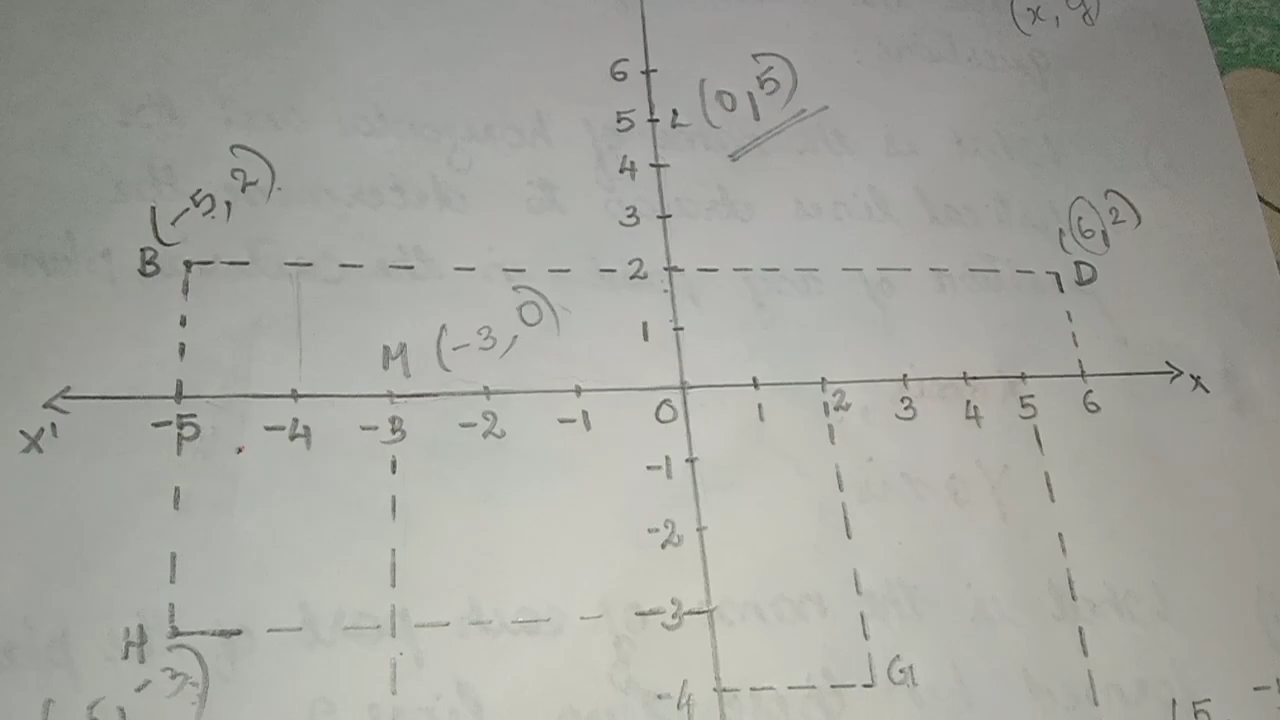 (x, y)
6
5 L (0,5)
4
3
(-5, 2)
(6, 2)
B
2
D
1
M (-3, 0)
X' -5 -4 -3 -2 -1 0 1 2 3 4 5 6 x
-1
-2
-3
H
-4
G